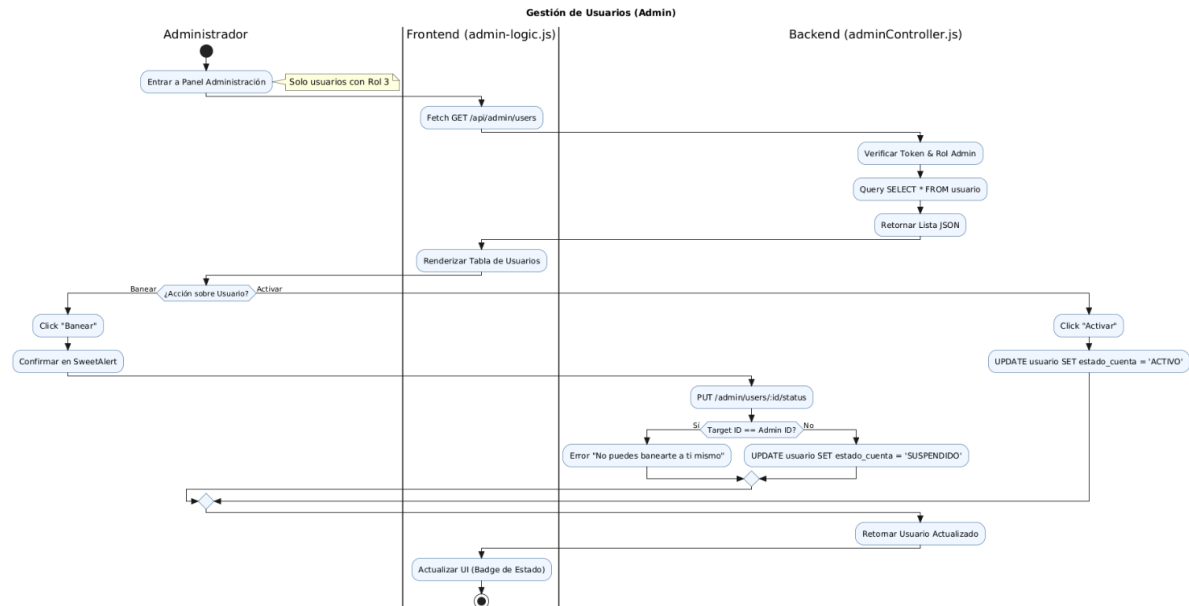 Gestión de Usuarios (Admin)
Administrador
Frontend (admin-logic.js)
Backend (adminController.js)
Entrar a Panel Administración
Solo usuarios con Rol 3
Fetch GET /api/admin/users
Verificar Token & Rol Admin
Query SELECT * FROM usuario
Retornar Lista JSON
Renderizar Tabla de Usuarios
Banear
¿Acción sobre Usuario?
Activar
Click "Banear"
Click "Activar"
Confirmar en SweetAlert
UPDATE usuario SET estado_cuenta = 'ACTIVO'
PUT /admin/users/:id/status
Si
Target ID == Admin ID?
No
Error "No puedes banearte a ti mismo"
UPDATE usuario SET estado_cuenta = 'SUSPENDIDO'
Retornar Usuario Actualizado
Actualizar UI (Badge de Estado)